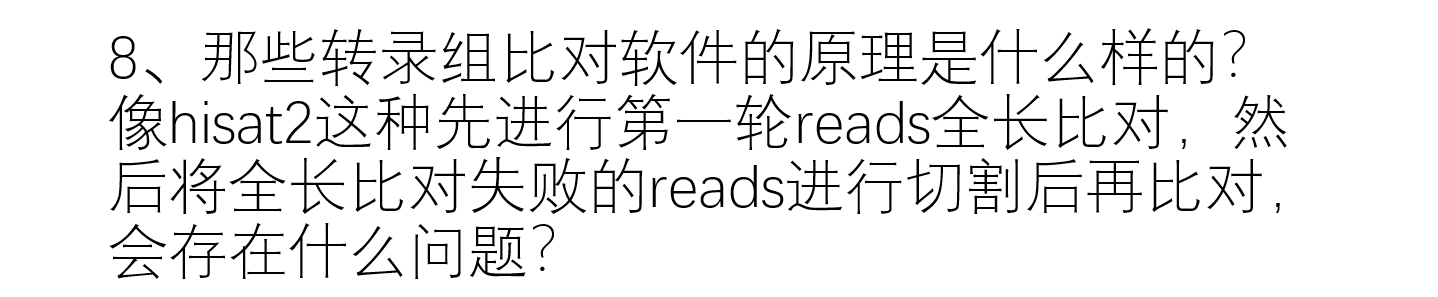 8、那些转录组比对软件的原理是什么样的？
像hisat2这种先进行第一轮reads全长比对，然
后将全长比对失败的reads进行切割后再比对，
会存在什么问题？